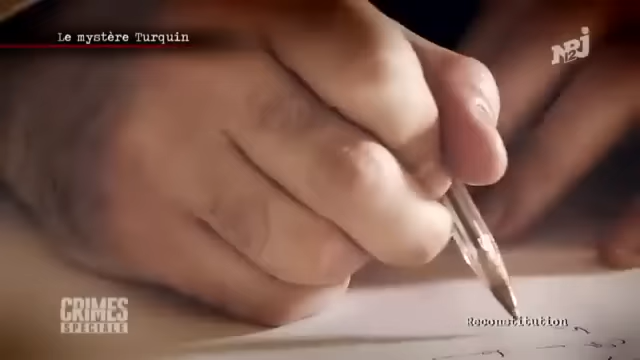 Le mystère Turquin
NRJ12
CRIMES
SPÉCIALE
Reconstitution